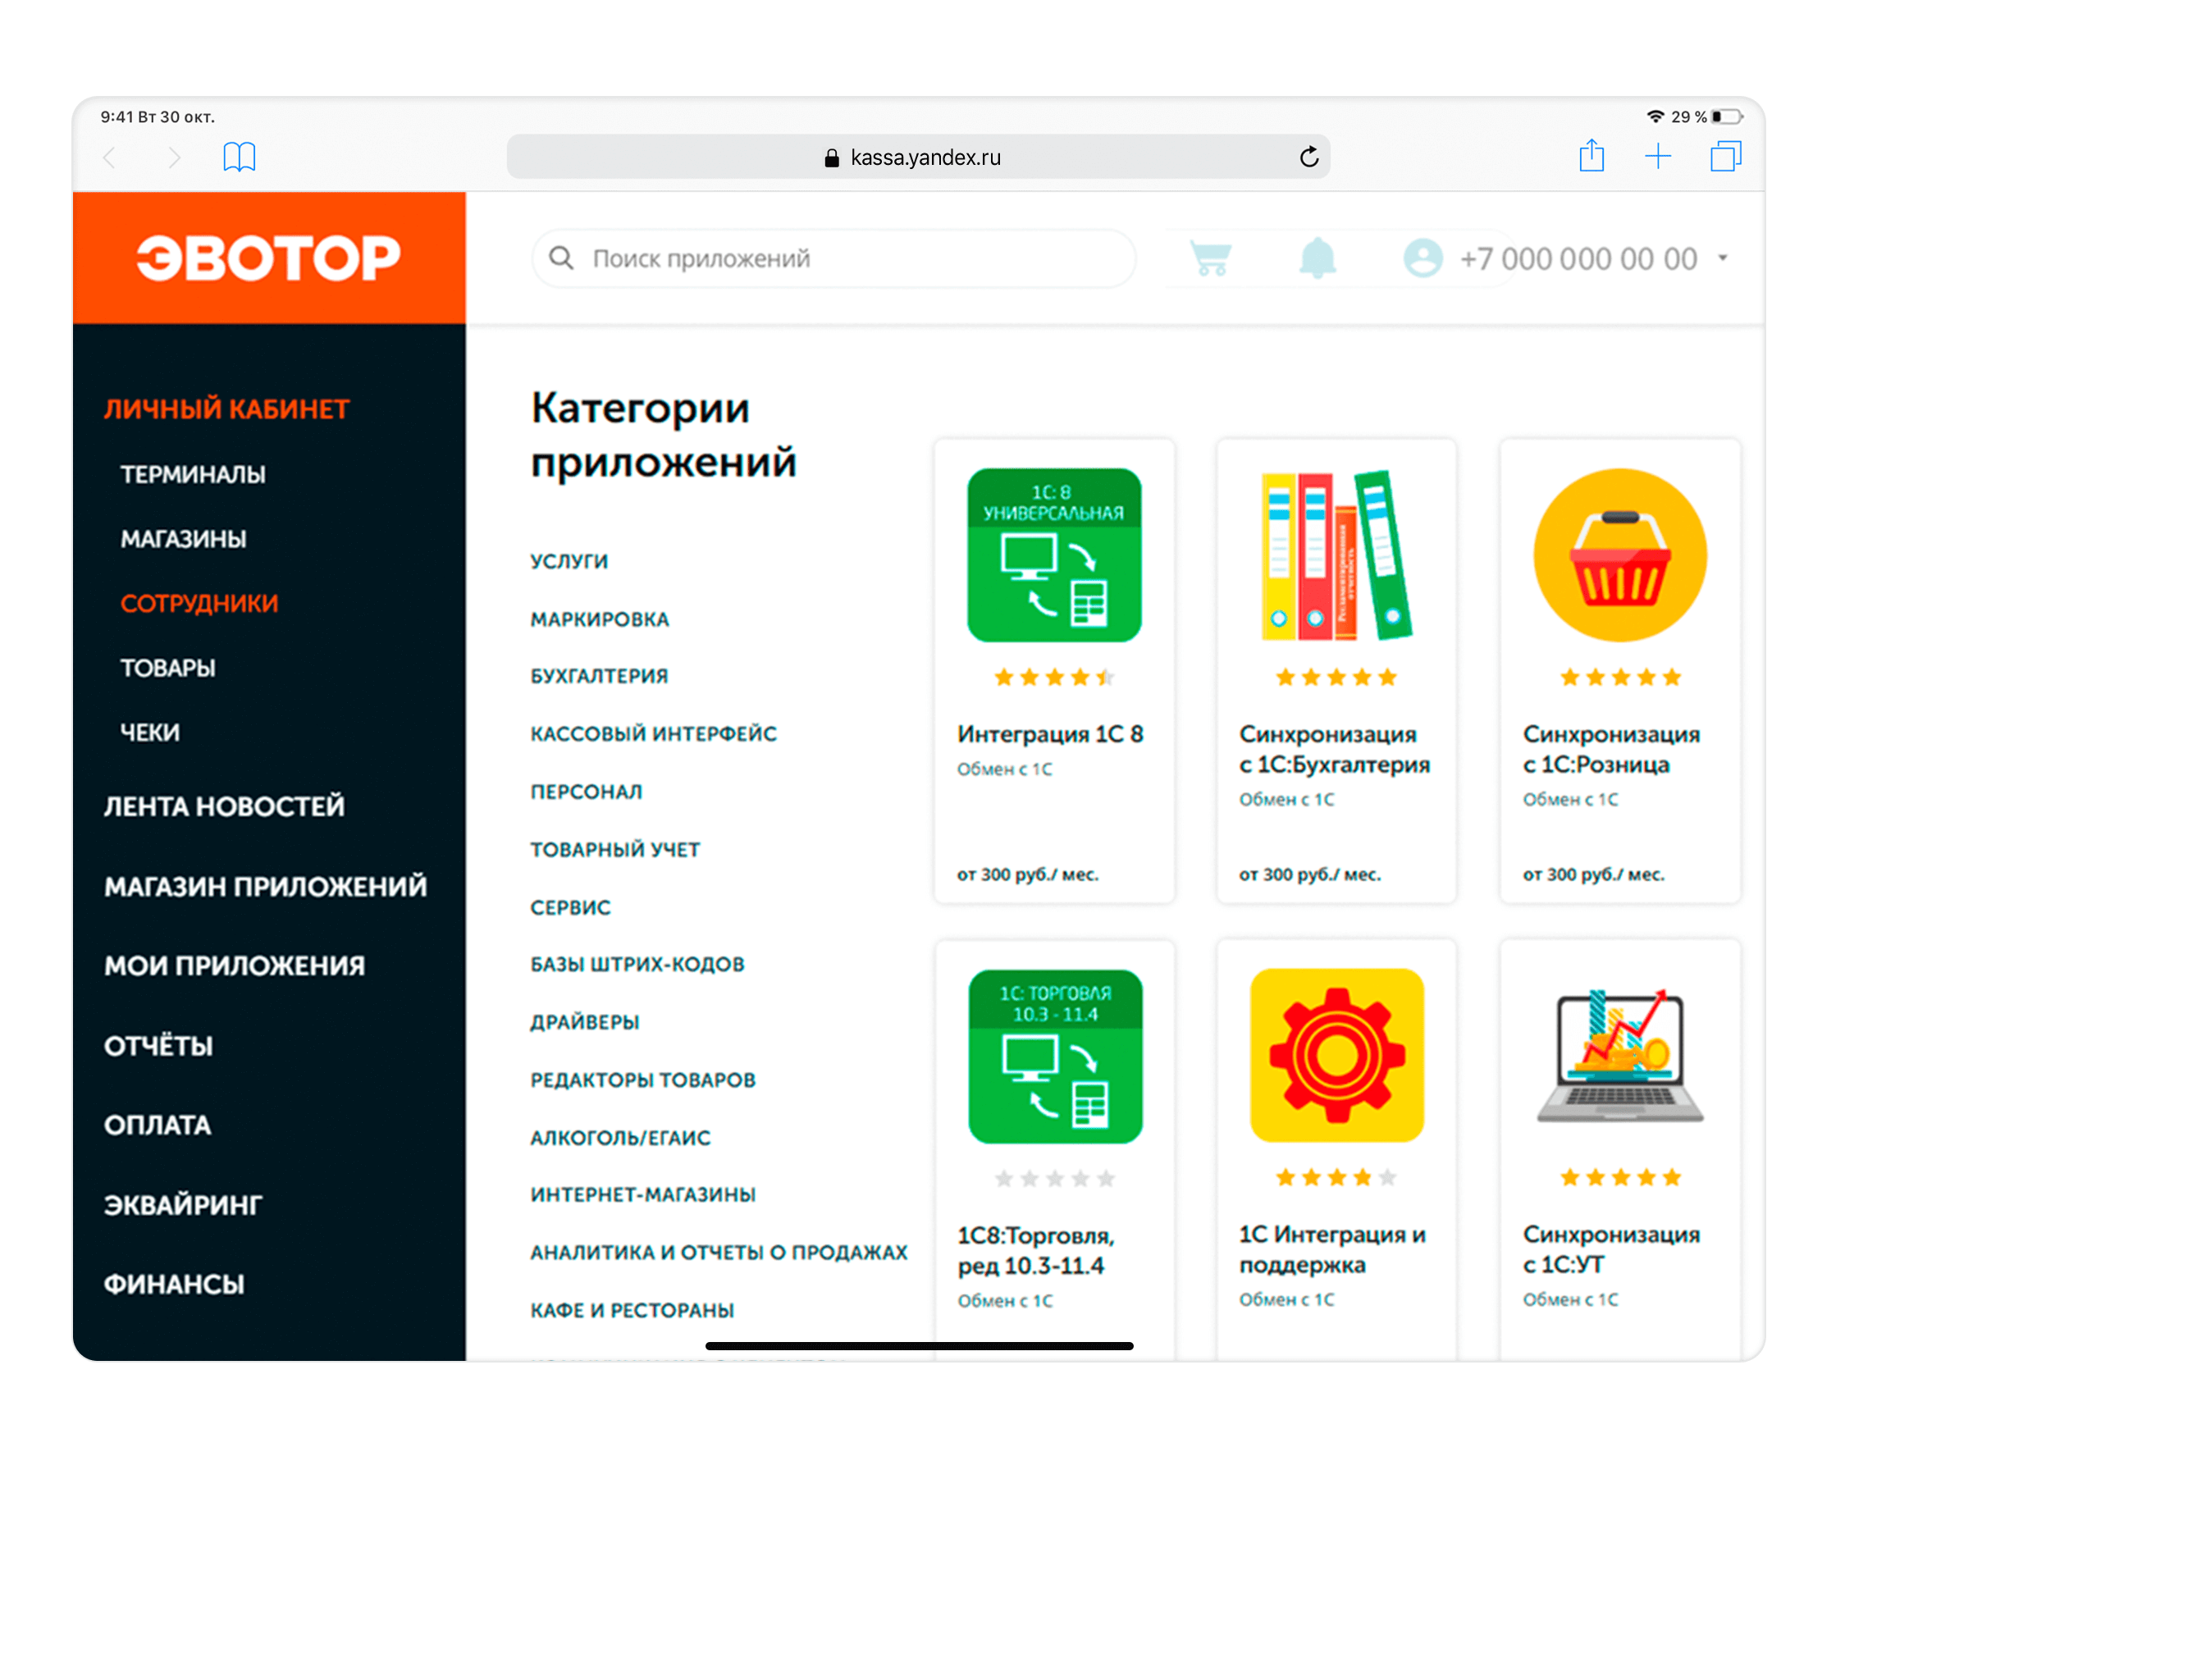 9:41 Вт 30 окт.
29 %
kassa.yandex.ru
ЭВОТОР
Поиск приложений
+7 000 000 00 00
ЛИЧНЫЙ КАБИНЕТ
ТЕРМИНАЛЫ
МАГАЗИНЫ
СОТРУДНИКИ
ТОВАРЫ
ЧЕКИ
ЛЕНТА НОВОСТЕЙ
МАГАЗИН ПРИЛОЖЕНИЙ
МОИ ПРИЛОЖЕНИЯ
ОТЧЁТЫ
ОПЛАТА
ЭКВАЙРИНГ
ФИНАНСЫ
Категории
приложений
УСЛУГИ
МАРКИРОВКА
БУХГАЛТЕРИЯ
КАССОВЫЙ ИНТЕРФЕЙС
ПЕРСОНАЛ
ТОВАРНЫЙ УЧЕТ
СЕРВИС
БАЗЫ ШТРИХ-КОДОВ
ДРАЙВЕРЫ
РЕДАКТОРЫ ТОВАРОВ
АЛКОГОЛЬ/ЕГАИС
ИНТЕРНЕТ-МАГАЗИНЫ
АНАЛИТИКА И ОТЧЕТЫ О ПРОДАЖАХ
КАФЕ И РЕСТОРАНЫ
1С: 8
УНИВЕРСАЛЬНАЯ
Интеграция 1С 8
Обмен с 1С
от 300 руб./ мес.
Регламентированная
отчетность
Синхронизация
с 1С:Бухгалтерия
Обмен с 1С
от 300 руб./ мес.
Синхронизация
с 1С:Розница
Обмен с 1С
от 300 руб./ мес.
1С: ТОРГОВЛЯ
10.3 - 11.4
1С8:Торговля,
ред 10.3-11.4
Обмен с 1С
1С Интеграция и
поддержка
Обмен с 1С
Синхронизация
с 1С:УТ
Обмен с 1С